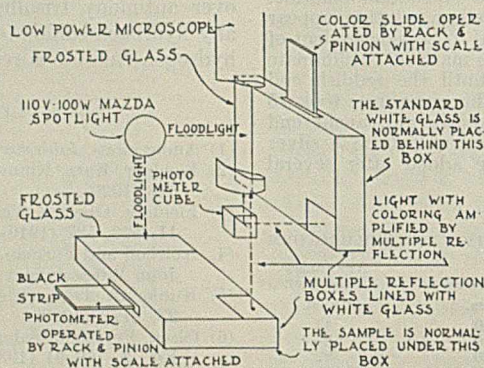 LOW POWER MICROSCOPE
FROSTED GLASS
COLOR SLIDE OPER
ATED BY RACK &
PINION WITH SCALE
ATTACHED
110V-100W MAZDA
SPOTLIGHT
FLOODLIGHT
FLOODLIGHT
THE STANDARD
WHITE GLASS IS
NORMALLY PLAC-
ED BEHIND THIS
BOX
PHOTO
METER
CUBE
FROSTED
GLASS
LIGHT WITH
COLORING AM-
PLIFIED BY
MULTIPLE RE-
FLECTION
BLACK
STRIP
PHOTOMETER
OPERATED
BY RACK & PINION
WITH SCALE ATTACHED
MULTIPLE REFLECTION
BOXES LINED WITH
WHITE GLASS
THE SAMPLE IS NORMAL-
LY PLACED UNDER THIS
BOX